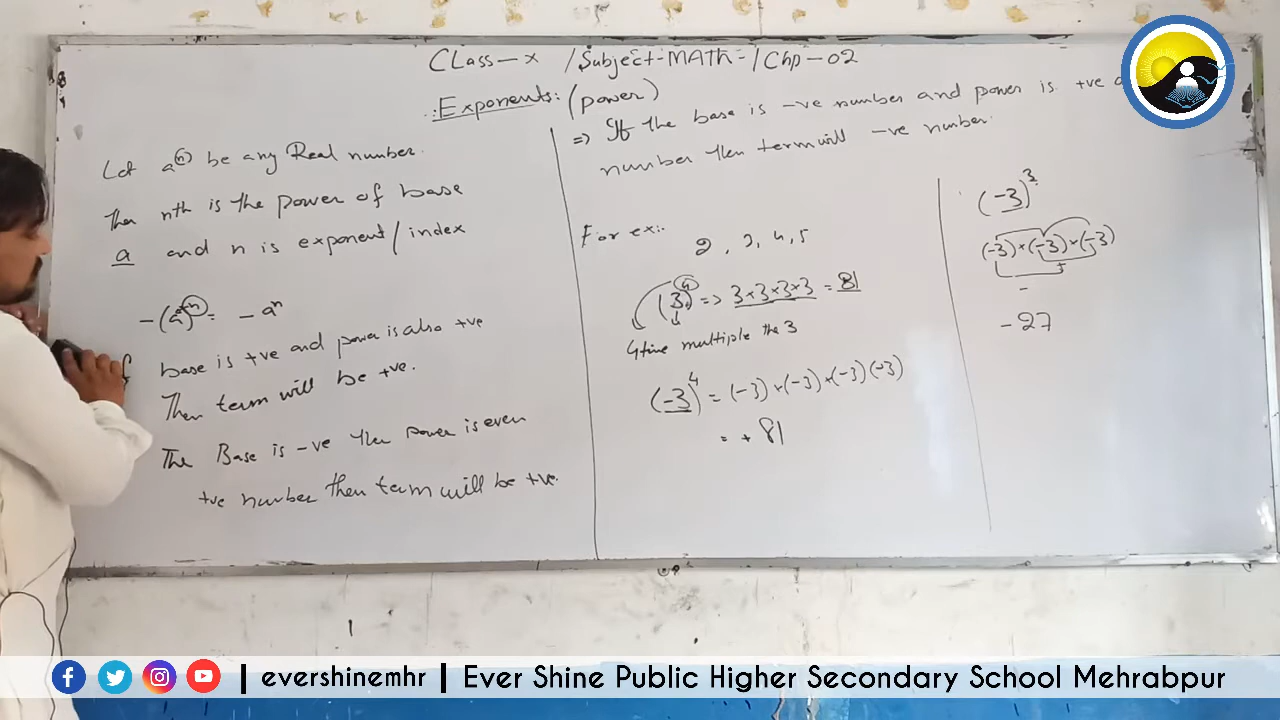 Class-X / Subject-MATH-/Chp-02
Exponents: (power)
Let aⁿ be any Real number.
Then nth is the power of base
a and n is exponent/index
-(a)ⁿ = -aⁿ
base is +ve and power is also +ve
Then term will be +ve.
The Base is -ve then power is even
+ve number then term will be +ve.
=> If the base is -ve number and power is +ve
number then term will -ve number.
For ex:.
2, 3, 4, 5
(3)⁴ => 3×3×3×3 = 81
4 time multiple the 3
(-3)⁴ = (-3)×(-3)×(-3)(-3)
= +81
(-3)³
(-3)×(-3)×(-3)
+
-
-27
evershinemhr | Ever Shine Public Higher Secondary School Mehrabpur